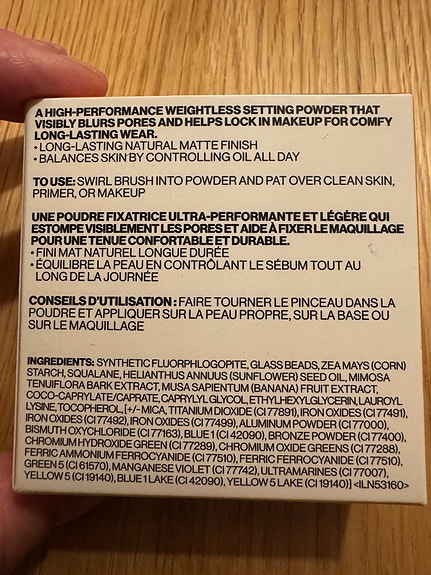 A HIGH-PERFORMANCE WEIGHTLESS SETTING POWDER THAT
VISIBLY BLURS PORES AND HELPS LOCK IN MAKEUP FOR COMFY
LONG-LASTING WEAR.
• LONG-LASTING NATURAL MATTE FINISH
• BALANCES SKIN BY CONTROLLING OIL ALL DAY
TO USE: SWIRL BRUSH INTO POWDER AND PAT OVER CLEAN SKIN,
PRIMER, OR MAKEUP
UNE POUDRE FIXATRICE ULTRA-PERFORMANTE ET LÉGÈRE QUI
ESTOMPE VISIBLEMENT LES PORES ET AIDE À FIXER LE MAQUILLAGE
POUR UNE TENUE CONFORTABLE ET DURABLE.
• FINI MAT NATUREL LONGUE DURÉE
• ÉQUILIBRE LA PEAU EN CONTRÔLANT LE SÉBUM TOUT AU
LONG DE LA JOURNÉE
CONSEILS D'UTILISATION : FAIRE TOURNER LE PINCEAU DANS LA
POUDRE ET APPLIQUER SUR LA PEAU PROPRE, SUR LA BASE OU
SUR LE MAQUILLAGE
INGREDIENTS: SYNTHETIC FLUORPHLOGOPITE, GLASS BEADS, ZEA MAYS (CORN)
STARCH, SQUALANE, HELIANTHUS ANNUUS (SUNFLOWER) SEED OIL, MIMOSA
TENUIFLORA BARK EXTRACT, MUSA SAPIENTUM (BANANA) FRUIT EXTRACT,
COCO-CAPRYLATE/CAPRATE, CAPRYLYL GLYCOL, ETHYLHEXYLGLYCERIN, LAUROYL
LYSINE, TOCOPHEROL, [+/- MICA, TITANIUM DIOXIDE (CI 77891), IRON OXIDES (CI 77491),
IRON OXIDES (CI 77492), IRON OXIDES (CI 77499), ALUMINUM POWDER (CI 77000),
BISMUTH OXYCHLORIDE (CI 77163), BLUE 1 (CI 42090), BRONZE POWDER (CI 77400),
CHROMIUM HYDROXIDE GREEN (CI 77289), CHROMIUM OXIDE GREENS (CI 77288),
FERRIC AMMONIUM FERROCYANIDE (CI 77510), FERRIC FERROCYANIDE (CI 77510),
GREEN 5 (CI 61570), MANGANESE VIOLET (CI 77742), ULTRAMARINES (CI 77007),
YELLOW 5 (CI 19140), BLUE 1 LAKE (CI 42090), YELLOW 5 LAKE (CI 19140)] <ILN53160>